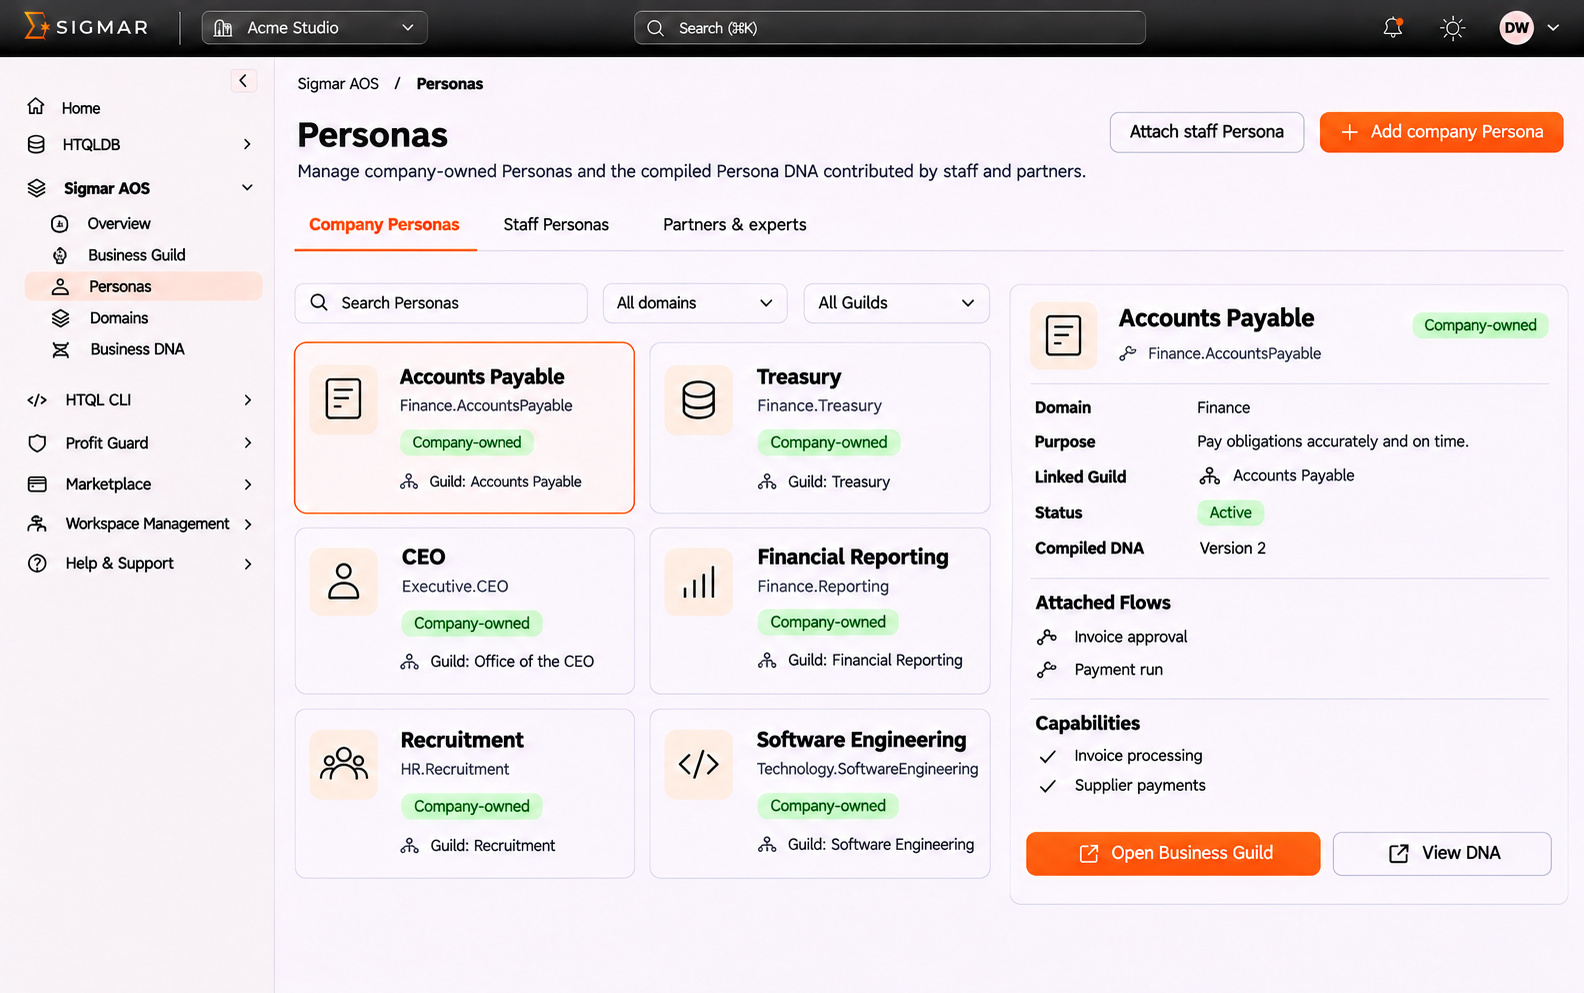 SIGMAR
Acme Studio
Search (⌘K)
DW
Home
HTQLDB
Sigmar AOS
Overview
Business Guild
Personas
Domains
Business DNA
HTQL CLI
Profit Guard
Marketplace
Workspace Management
Help & Support
Sigmar AOS / Personas
Personas
Manage company-owned Personas and the compiled Persona DNA contributed by staff and partners.
Attach staff Persona
Add company Persona
Company Personas
Staff Personas
Partners & experts
Search Personas
All domains
All Guilds
Accounts Payable
Finance.AccountsPayable
Company-owned
Guild: Accounts Payable
Treasury
Finance.Treasury
Company-owned
Guild: Treasury
CEO
Executive.CEO
Company-owned
Guild: Office of the CEO
Financial Reporting
Finance.Reporting
Company-owned
Guild: Financial Reporting
Recruitment
HR.Recruitment
Company-owned
Guild: Recruitment
Software Engineering
Technology.SoftwareEngineering
Company-owned
Guild: Software Engineering
Accounts Payable
Finance.AccountsPayable
Company-owned
Domain Finance
Purpose Pay obligations accurately and on time.
Linked Guild Accounts Payable
Status Active
Compiled DNA Version 2
Attached Flows
Invoice approval
Payment run
Capabilities
Invoice processing
Supplier payments
Open Business Guild
View DNA